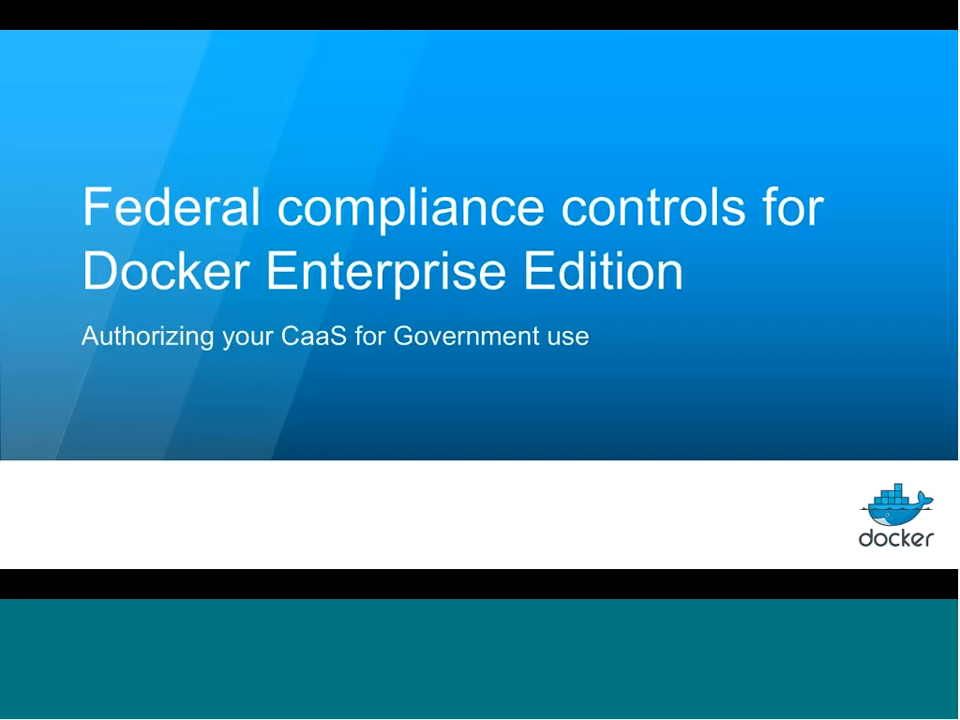 Federal compliance controls for
Docker Enterprise Edition
Authorizing your CaaS for Government use
docker